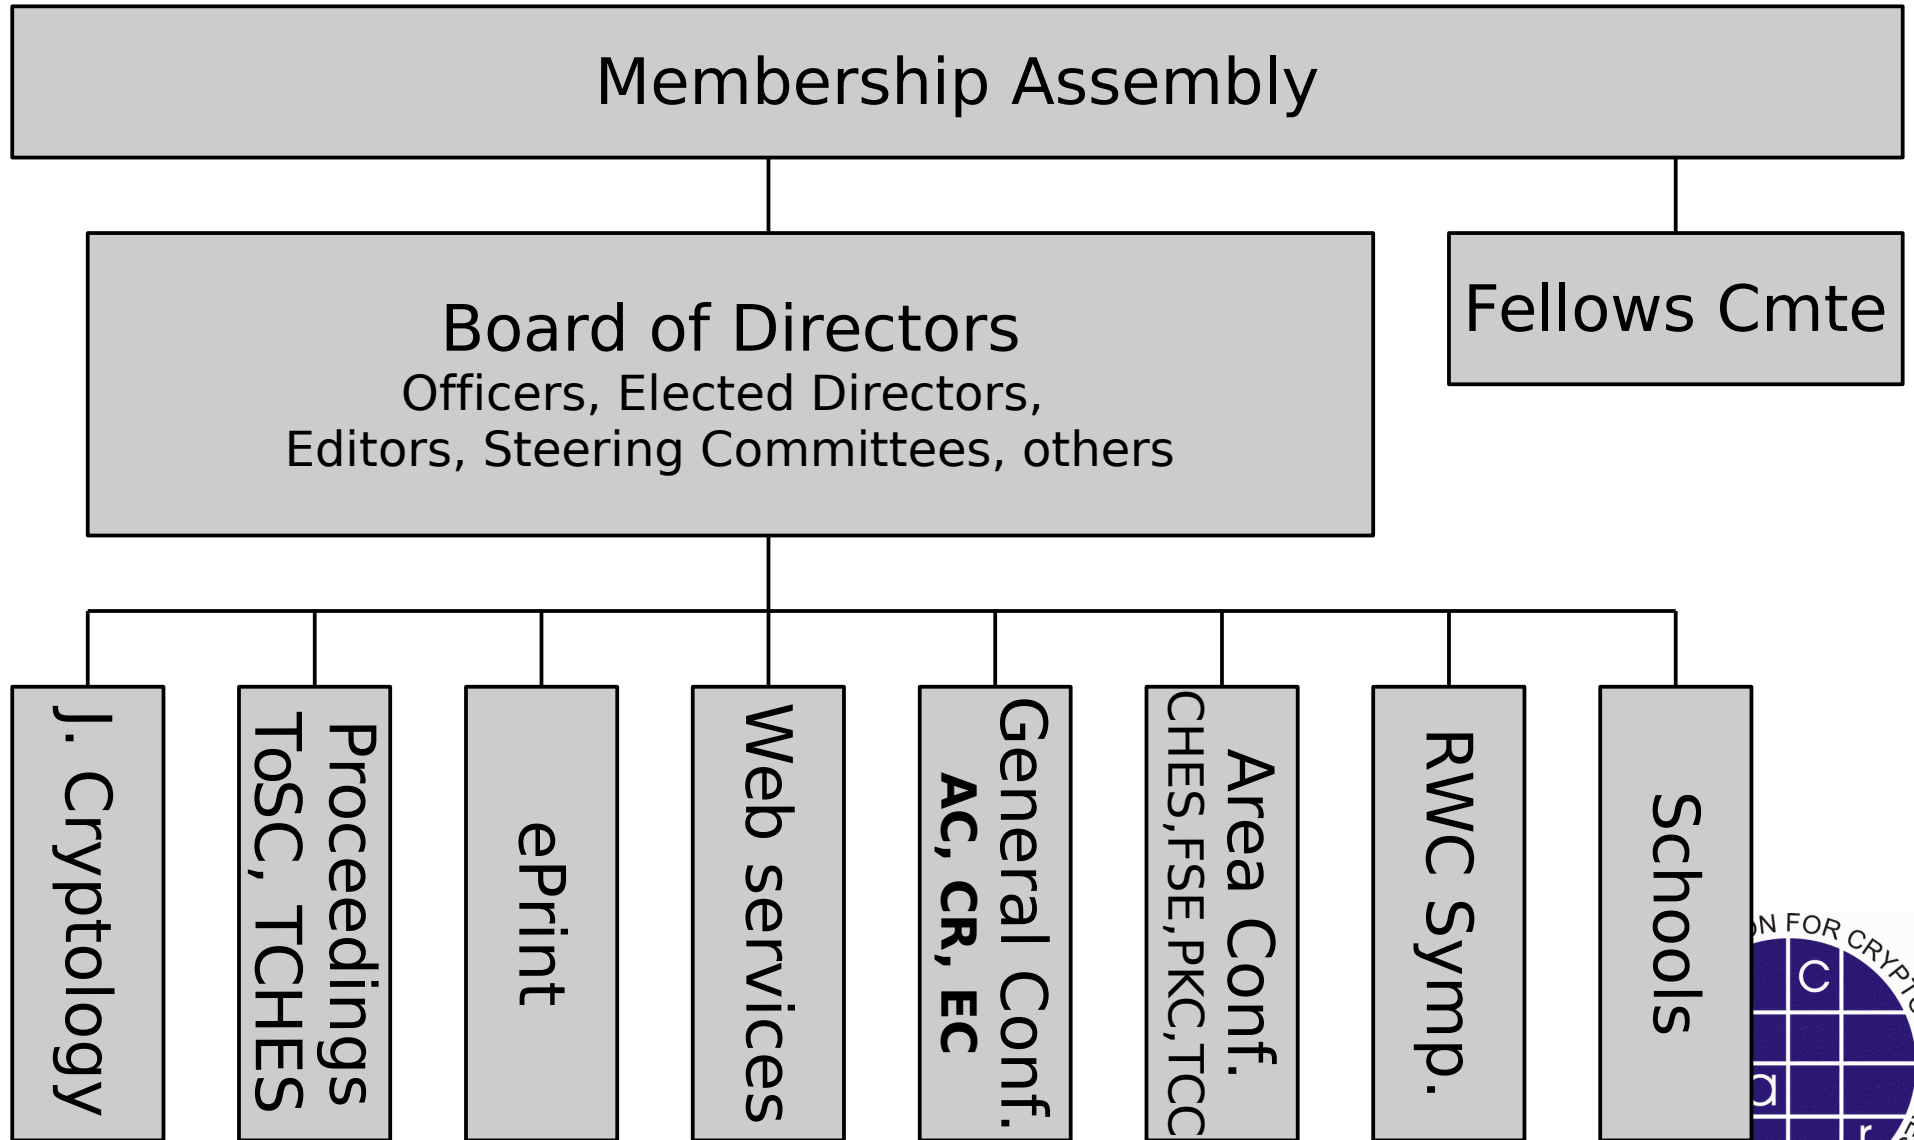 Membership Assembly
Board of Directors
Officers, Elected Directors,
Editors, Steering Committees, others
Fellows Cmte
J. Cryptology
Proceedings
ToSC, TCHES
ePrint
Web services
General Conf.
AC, CR, EC
Area Conf.
CHES,FSE,PKC,TCC
RWC Symp.
Schools
FOR
C
a
r